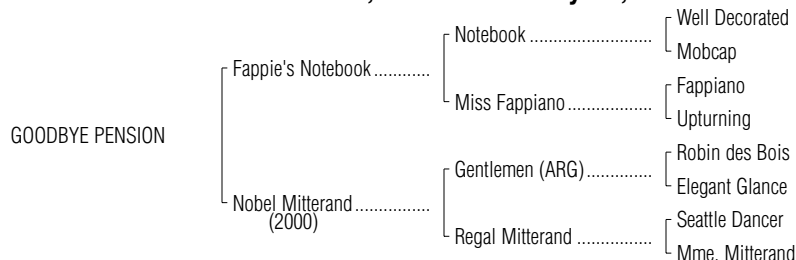 Well Decorated
Notebook
Mobcap
Fappie's Notebook
Fappiano
Miss Fappiano
Upturning
GOODBYE PENSION
Robin des Bois
Gentlemen (ARG)
Elegant Glance
Nobel Mitterand
(2000)
Seattle Dancer
Regal Mitterand
Mme. Mitterand